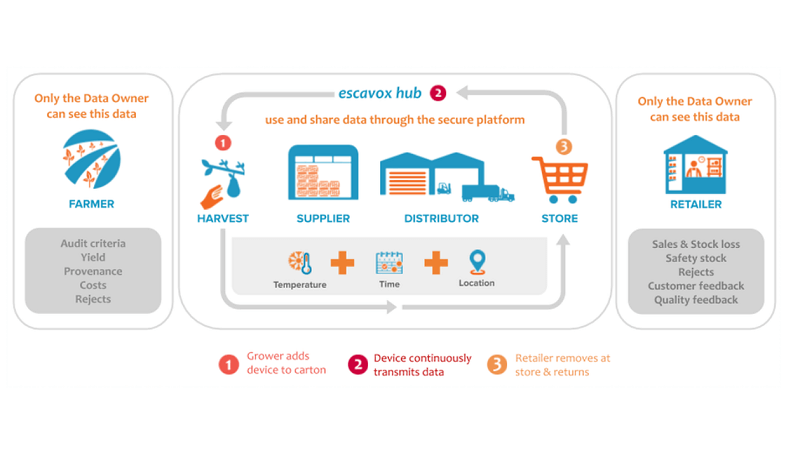 Only the Data Owner
can see this data
FARMER
Audit criteria
Yield
Provenance
Costs
Rejects
escavox hub 2
use and share data through the secure platform
1
3
HARVEST
SUPPLIER
DISTRIBUTOR
STORE
Temperature
Time
Location
Only the Data Owner
can see this data
RETAILER
Sales & Stock loss
Safety stock
Rejects
Customer feedback
Quality feedback
1 Grower adds
device to carton
2 Device continuously
transmits data
3 Retailer removes at
store & returns